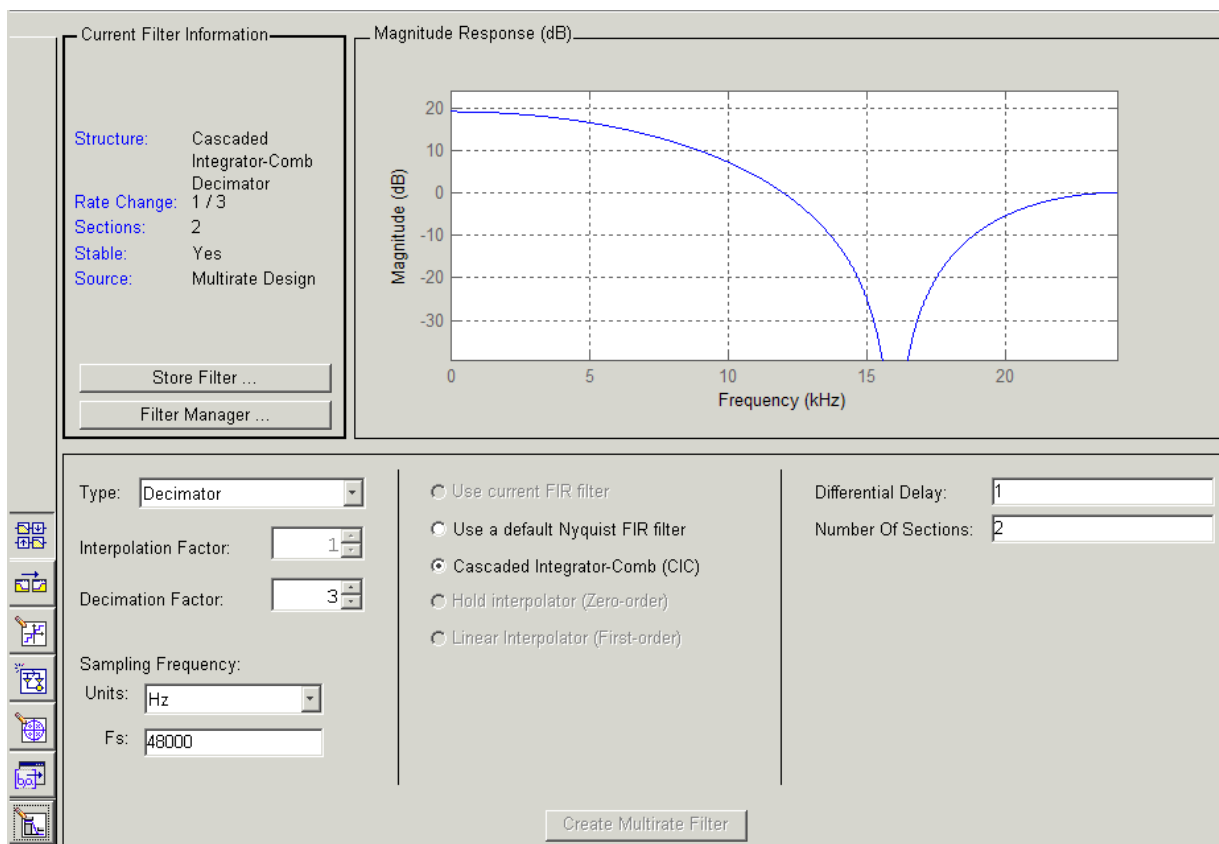 Current Filter Information
Structure: Cascaded
Integrator-Comb
Decimator
Rate Change: 1 / 3
Sections: 2
Stable: Yes
Source: Multirate Design
Store Filter ...
Filter Manager ...
Magnitude Response (dB)
20
10
0
-10
-20
-30
Magnitude (dB)
0 5 10 15 20
Frequency (kHz)
Type: Decimator
Interpolation Factor: 1
Decimation Factor: 3
Sampling Frequency:
Units: Hz
Fs: 48000
Use current FIR filter
Use a default Nyquist FIR filter
Cascaded Integrator-Comb (CIC)
Hold interpolator (Zero-order)
Linear Interpolator (First-order)
Differential Delay: 1
Number Of Sections: 2
Create Multirate Filter
[b,a]